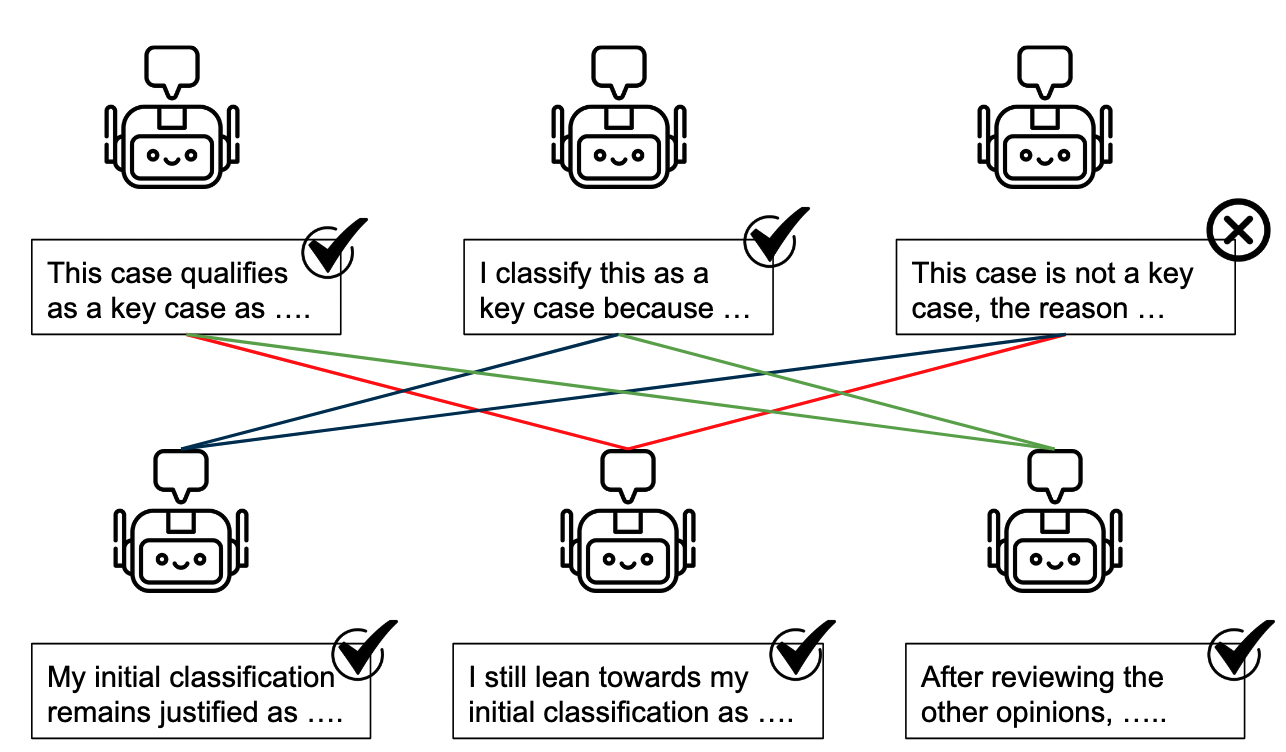 This case qualifies
as a key case as ….
I classify this as a
key case because …
This case is not a key
case, the reason …
My initial classification
remains justified as ….
I still lean towards my
initial classification as ….
After reviewing the
other opinions, …..